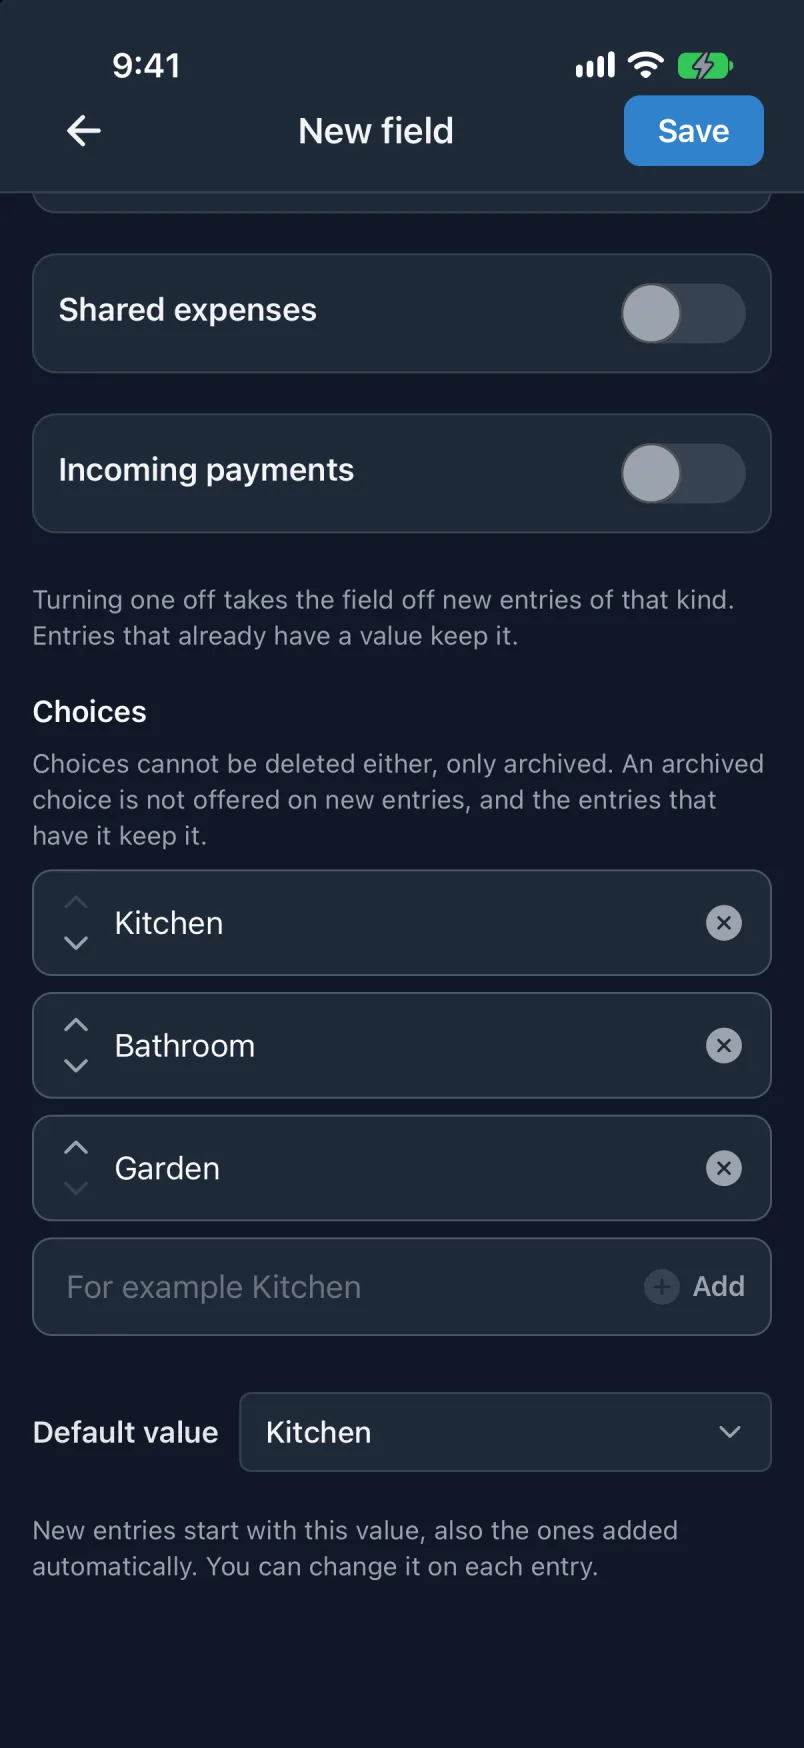 9:41
New field
Save
Shared expenses
Incoming payments
Turning one off takes the field off new entries of that kind.
Entries that already have a value keep it.
Choices
Choices cannot be deleted either, only archived. An archived
choice is not offered on new entries, and the entries that
have it keep it.
Kitchen
Bathroom
Garden
For example Kitchen
Add
Default value
Kitchen
New entries start with this value, also the ones added
automatically. You can change it on each entry.